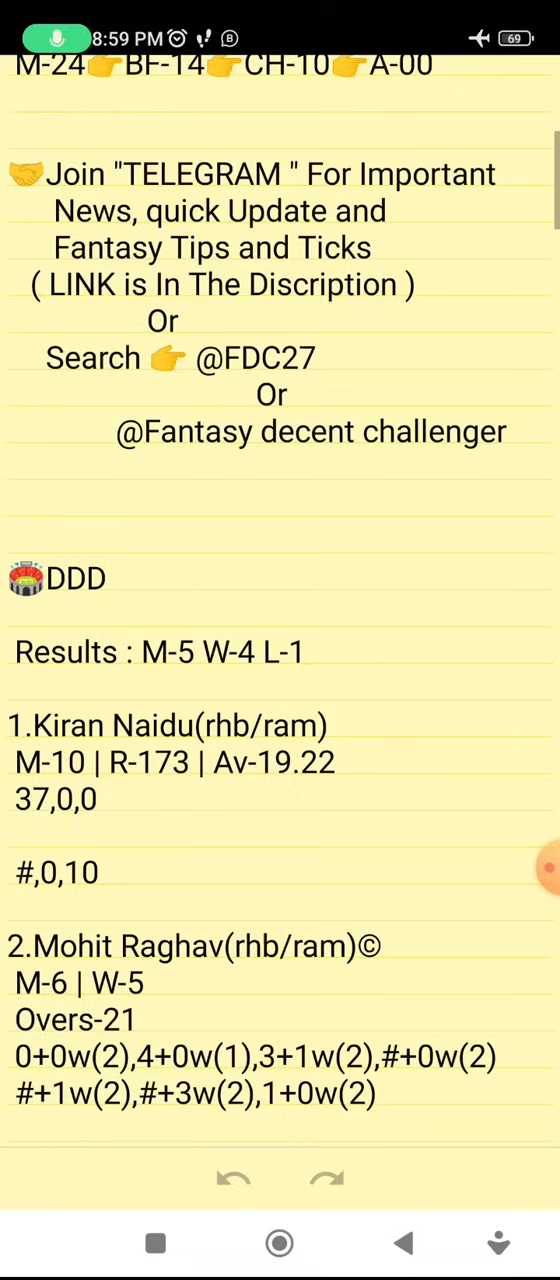 8:59 PM
69
M-24👉BF-14👉CH-10👉A-00
🤝Join "TELEGRAM " For Important
News, quick Update and
Fantasy Tips and Ticks
( LINK is In The Discription )
Or
Search 👉 @FDC27
Or
@Fantasy decent challenger
🏟️DDD
Results : M-5 W-4 L-1
1.Kiran Naidu(rhb/ram)
M-10 | R-173 | Av-19.22
37,0,0
#,0,10
2.Mohit Raghav(rhb/ram)©
M-6 | W-5
Overs-21
0+0w(2),4+0w(1),3+1w(2),#+0w(2)
#+1w(2),#+3w(2),1+0w(2)